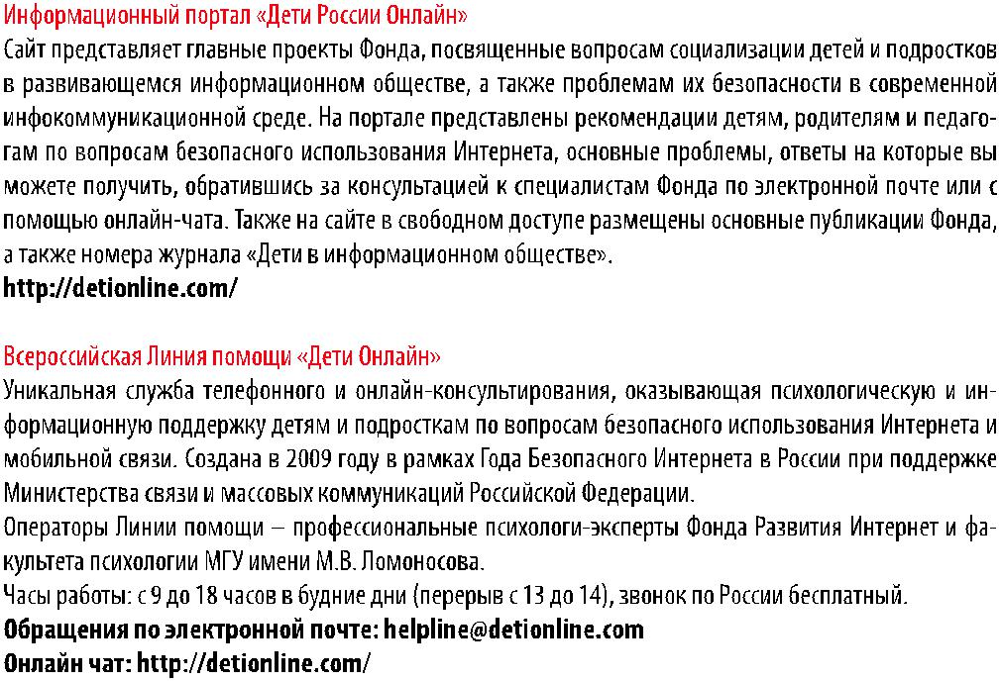 Информационный портал «Дети России Онлайн»
Сайт представляет главные проекты Фонда, посвященные вопросам социализации детей и подростков
в развивающемся информационном обществе, а также проблемам их безопасности в современной
инфокоммуникационной среде. На портале представлены рекомендации детям, родителям и педаго-
гам по вопросам безопасного использования Интернета, основные проблемы, ответы на которые вы
можете получить, обратившись за консультацией к специалистам Фонда по электронной почте или с
помощью онлайн-чата. Также на сайте в свободном доступе размещены основные публикации Фонда,
а также номера журнала «Дети в информационном обществе».
http://detionline.com/
Всероссийская Линия помощи «Дети Онлайн»
Уникальная служба телефонного и онлайн-консультирования, оказывающая психологическую и ин-
формационную поддержку детям и подросткам по вопросам безопасного использования Интернета и
мобильной связи. Создана в 2009 году в рамках Года Безопасного Интернета в России при поддержке
Министерства связи и массовых коммуникаций Российской Федерации.
Операторы Линии помощи – профессиональные психологи-эксперты Фонда Развития Интернет и фа-
культета психологии МГУ имени М.В. Ломоносова.
Часы работы: с 9 до 18 часов в будние дни (перерыв с 13 до 14), звонок по России бесплатный.
Обращения по электронной почте: helpline@detionline.com
Онлайн чат: http://detionline.com/